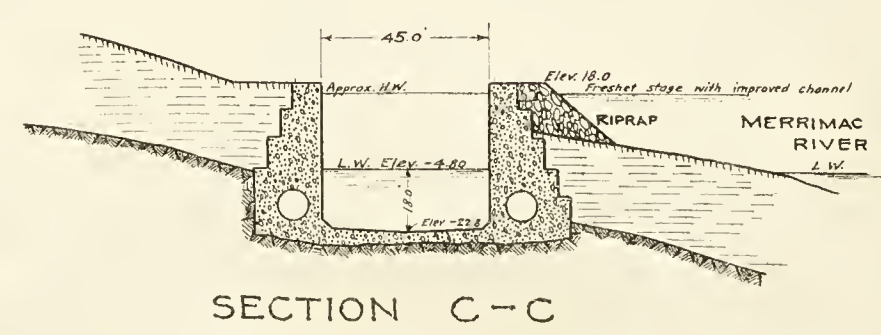 45.0'
Elev. 18.0
Approx. H.W.
Freshet stage with improved channel
RIPRAP
MERRIMAC
RIVER
L.W. Elev. -4.80
L.W.
18.0'
Elev -22.8
SECTION C-C